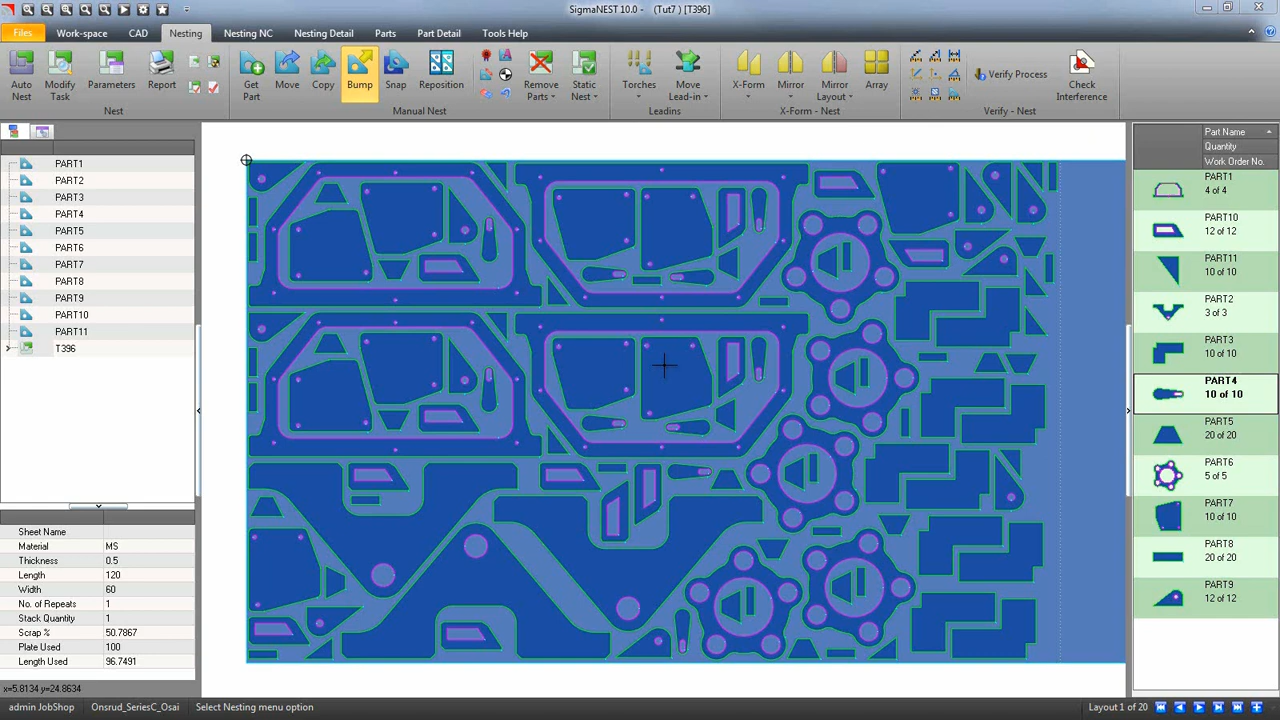 SigmaNEST 10.0 - (Tut7 ) [T396]
Files Work-space CAD Nesting Nesting NC Nesting Detail Parts Part Detail Tools Help
Auto Nest
Modify Task
Parameters
Report
Get Part
Move
Copy
Bump
Snap
Reposition
Remove Parts
Static Nest
Torches
Move Lead-in
X-Form
Mirror
Mirror Layout
Array
Verify Process
Check Interference
Nest
Manual Nest
Leadins
X-Form - Nest
Verify - Nest
PART1
PART2
PART3
PART4
PART5
PART6
PART7
PART8
PART9
PART10
PART11
T396
Sheet Name
Material MS
Thickness 0.5
Length 120
Width 60
No. of Repeats 1
Stack Quantity 1
Scrap % 50.7867
Plate Used 100
Length Used 96.7491
Part Name
Quantity
Work Order No.
PART1
4 of 4
PART10
12 of 12
PART11
10 of 10
PART2
3 of 3
PART3
10 of 10
PART4
10 of 10
PART5
20 of 20
PART6
5 of 5
PART7
10 of 10
PART8
20 of 20
PART9
12 of 12
x=5.8134 y=24.8634
admin JobShop Onsrud_SeriesC_Osai Select Nesting menu option Layout 1 of 20